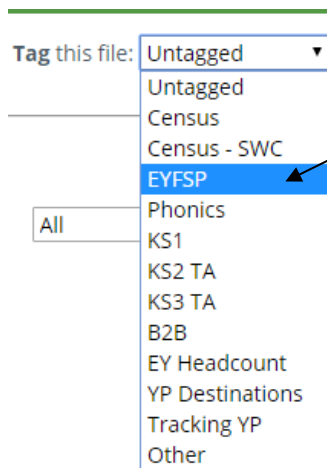 Tag this file: Untagged
Untagged
Census
Census - SWC
EYFSP
Phonics
All
KS1
KS2 TA
KS3 TA
B2B
EY Headcount
YP Destinations
Tracking YP
Other